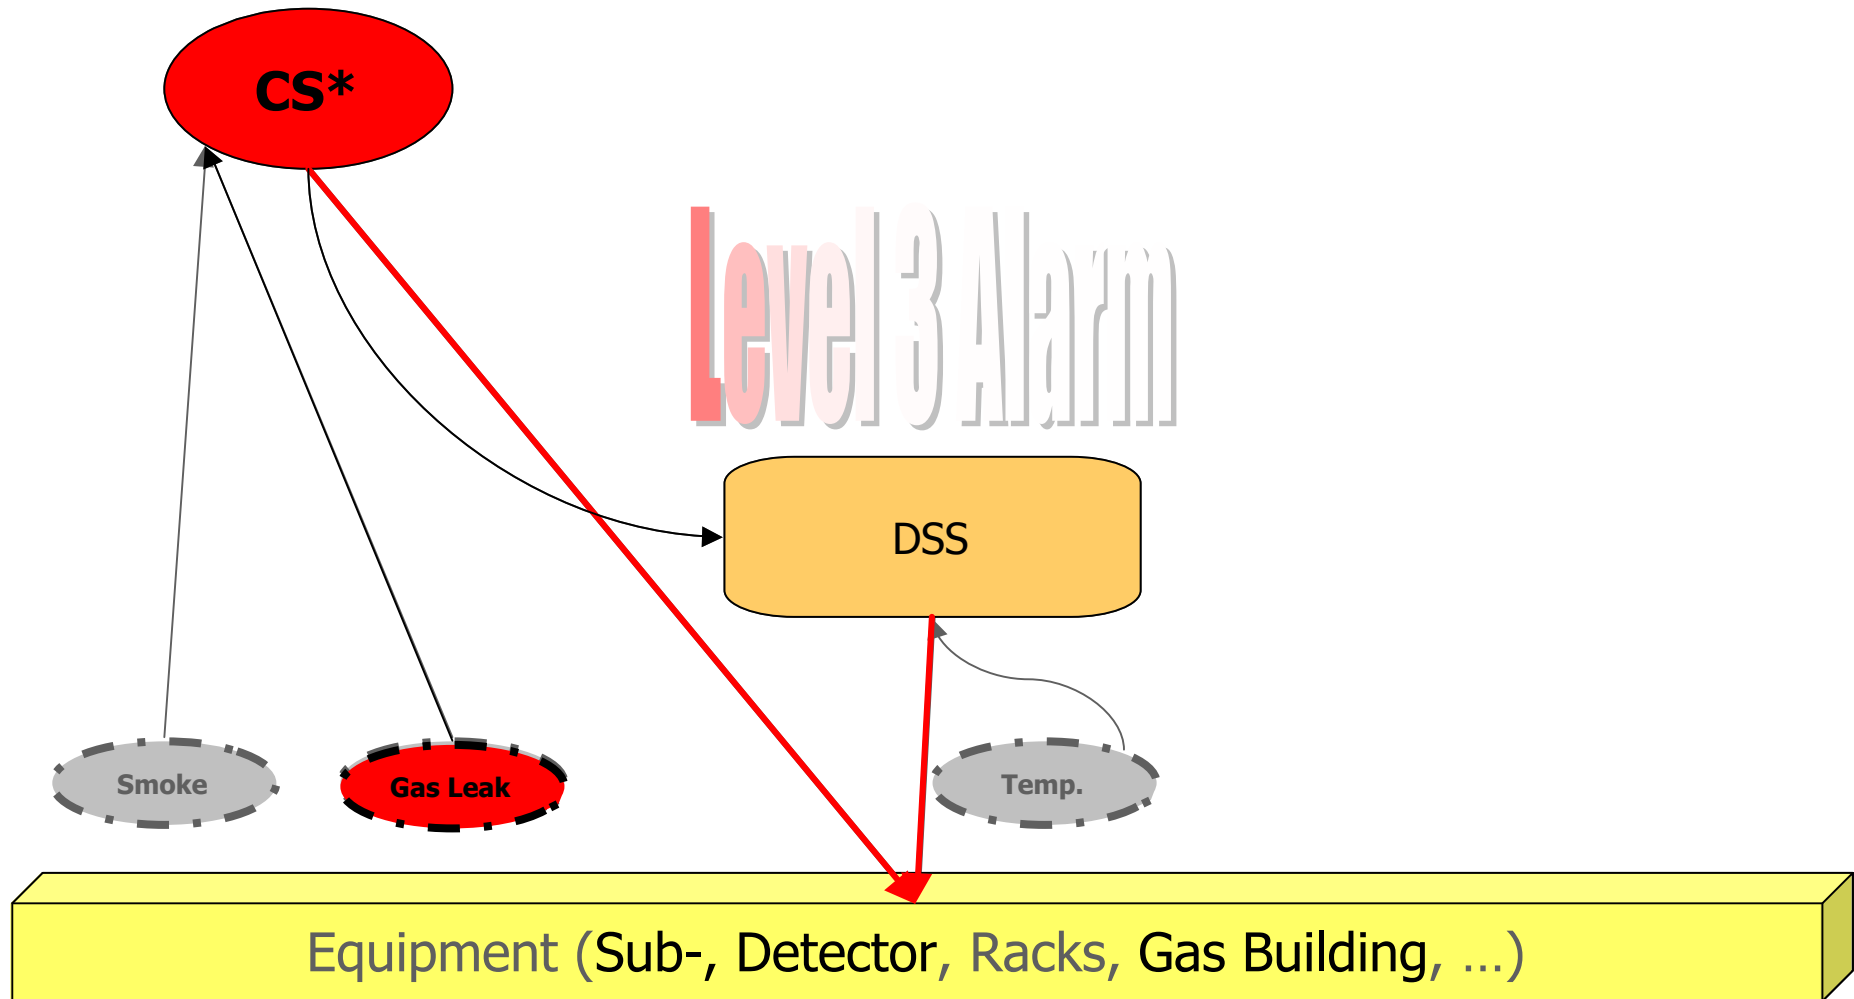 CS*
Level 3 Alarm
DSS
Smoke
Gas Leak
Temp.
Equipment (Sub-, Detector, Racks, Gas Building, ...)